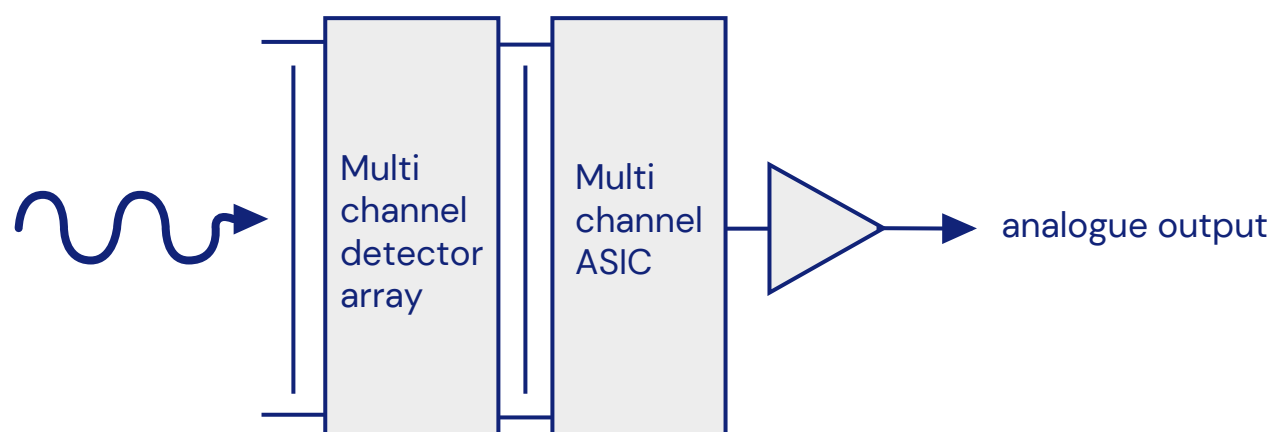 Multi
channel
detector
array
Multi
channel
ASIC
analogue output